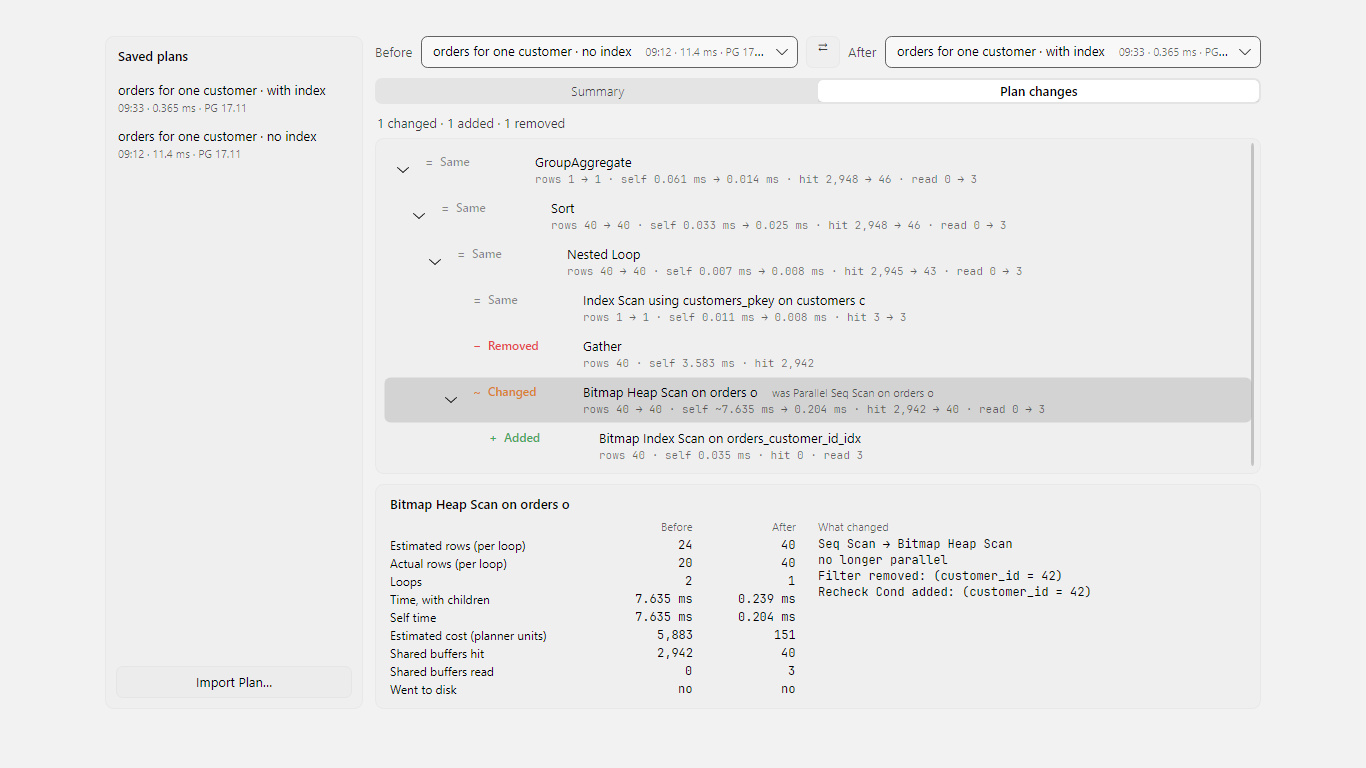 Saved plans
orders for one customer · with index
09:33 · 0.365 ms · PG 17.11
orders for one customer · no index
09:12 · 11.4 ms · PG 17.11
Import Plan...
Before
orders for one customer · no index 09:12 · 11.4 ms · PG 17...
⇄
After
orders for one customer · with index 09:33 · 0.365 ms · PG...
Summary
Plan changes
1 changed · 1 added · 1 removed
= Same GroupAggregate
rows 1 → 1 · self 0.061 ms → 0.014 ms · hit 2,948 → 46 · read 0 → 3
= Same Sort
rows 40 → 40 · self 0.033 ms → 0.025 ms · hit 2,948 → 46 · read 0 → 3
= Same Nested Loop
rows 40 → 40 · self 0.007 ms → 0.008 ms · hit 2,945 → 43 · read 0 → 3
= Same Index Scan using customers_pkey on customers c
rows 1 → 1 · self 0.011 ms → 0.008 ms · hit 3 → 3
− Removed Gather
rows 40 · self 3.583 ms · hit 2,942
~ Changed Bitmap Heap Scan on orders o was Parallel Seq Scan on orders o
rows 40 → 40 · self ~7.635 ms → 0.204 ms · hit 2,942 → 40 · read 0 → 3
+ Added Bitmap Index Scan on orders_customer_id_idx
rows 40 · self 0.035 ms · hit 0 · read 3
Bitmap Heap Scan on orders o
Before After
Estimated rows (per loop) 24 40
Actual rows (per loop) 20 40
Loops 2 1
Time, with children 7.635 ms 0.239 ms
Self time 7.635 ms 0.204 ms
Estimated cost (planner units) 5,883 151
Shared buffers hit 2,942 40
Shared buffers read 0 3
Went to disk no no
What changed
Seq Scan → Bitmap Heap Scan
no longer parallel
Filter removed: (customer_id = 42)
Recheck Cond added: (customer_id = 42)